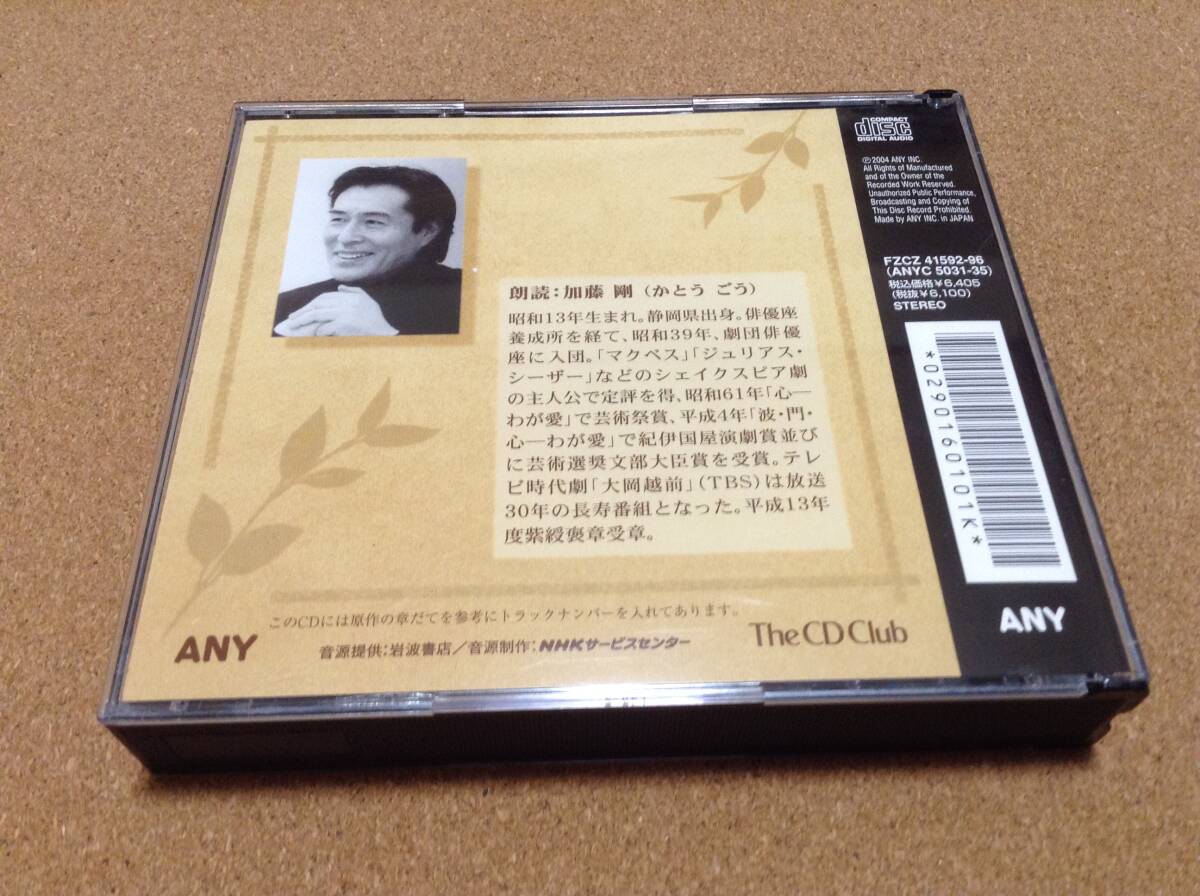 朗読：加藤 剛（かとう ごう）
昭和13年生まれ。静岡県出身。俳優座
養成所を経て、昭和39年、劇団俳優
座に入団。「マクベス」「ジュリアス・
シーザー」などのシェイクスピア劇
の主人公で定評を得、昭和61年「心―
わが愛」で芸術祭賞、平成4年「波・門・
心―わが愛」で紀伊国屋演劇賞並び
に芸術選奨文部大臣賞を受賞。テレ
ビ時代劇「大岡越前」（TBS）は放送
30年の長寿番組となった。平成13年
度紫綬褒章受章。
このCDには原作の章だてを参考にトラックナンバーを入れてあります。
ANY
音源提供：岩波書店／音源制作：NHKサービスセンター
The CD Club
COMPACT
disc
DIGITAL AUDIO
℗2004 ANY INC.
All Rights of Manufactured
and of the Owner of the
Recorded Work Reserved.
Unauthorized Public Performance,
Broadcasting and Copying of
This Disc Record Prohibited.
Made by ANY INC. in JAPAN
FZCZ 41592-96
(ANYC 5031-35)
税込価格¥6,405
(税抜¥6,100)
STEREO
*0290160101K*
ANY